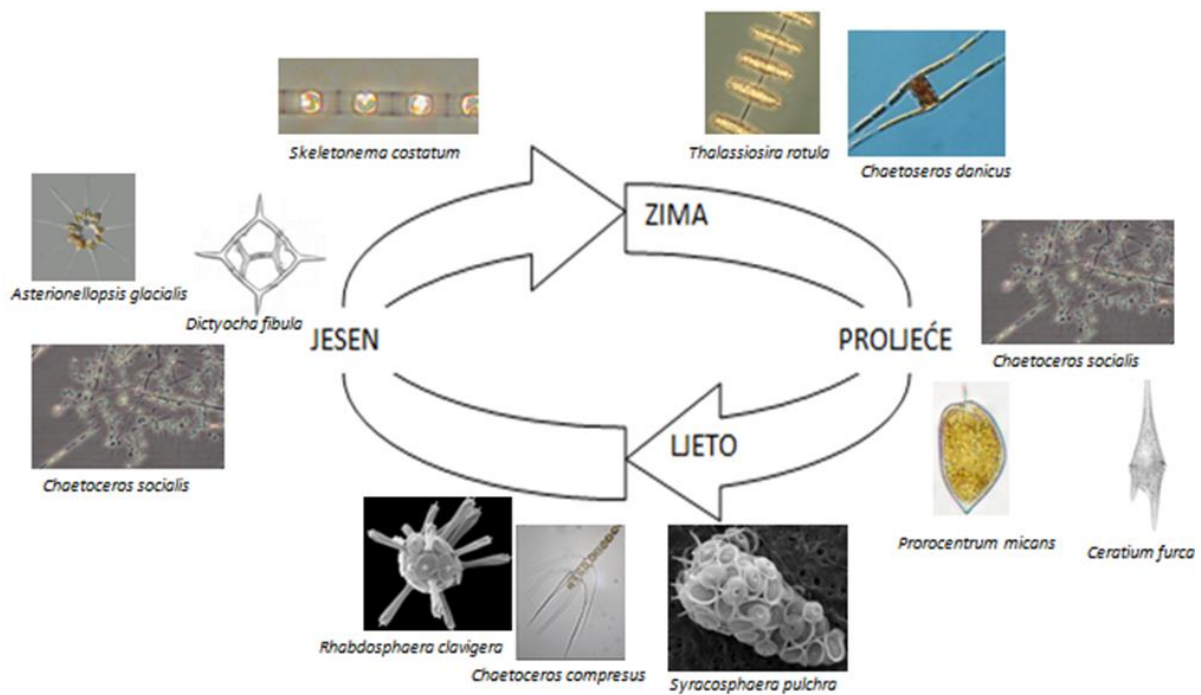 Skeletonema costatum
Thalassiosira rotula
Chaetoseros danicus
ZIMA
Asterionellopsis glacialis
Dictyocha fibula
JESEN
PROLJEĆE
Chaetoceros socialis
Chaetoceros socialis
LJETO
Prorocentrum micans
Ceratium furca
Rhabdosphaera clavigera
Chaetoceros compresus
Syracosphaera pulchra